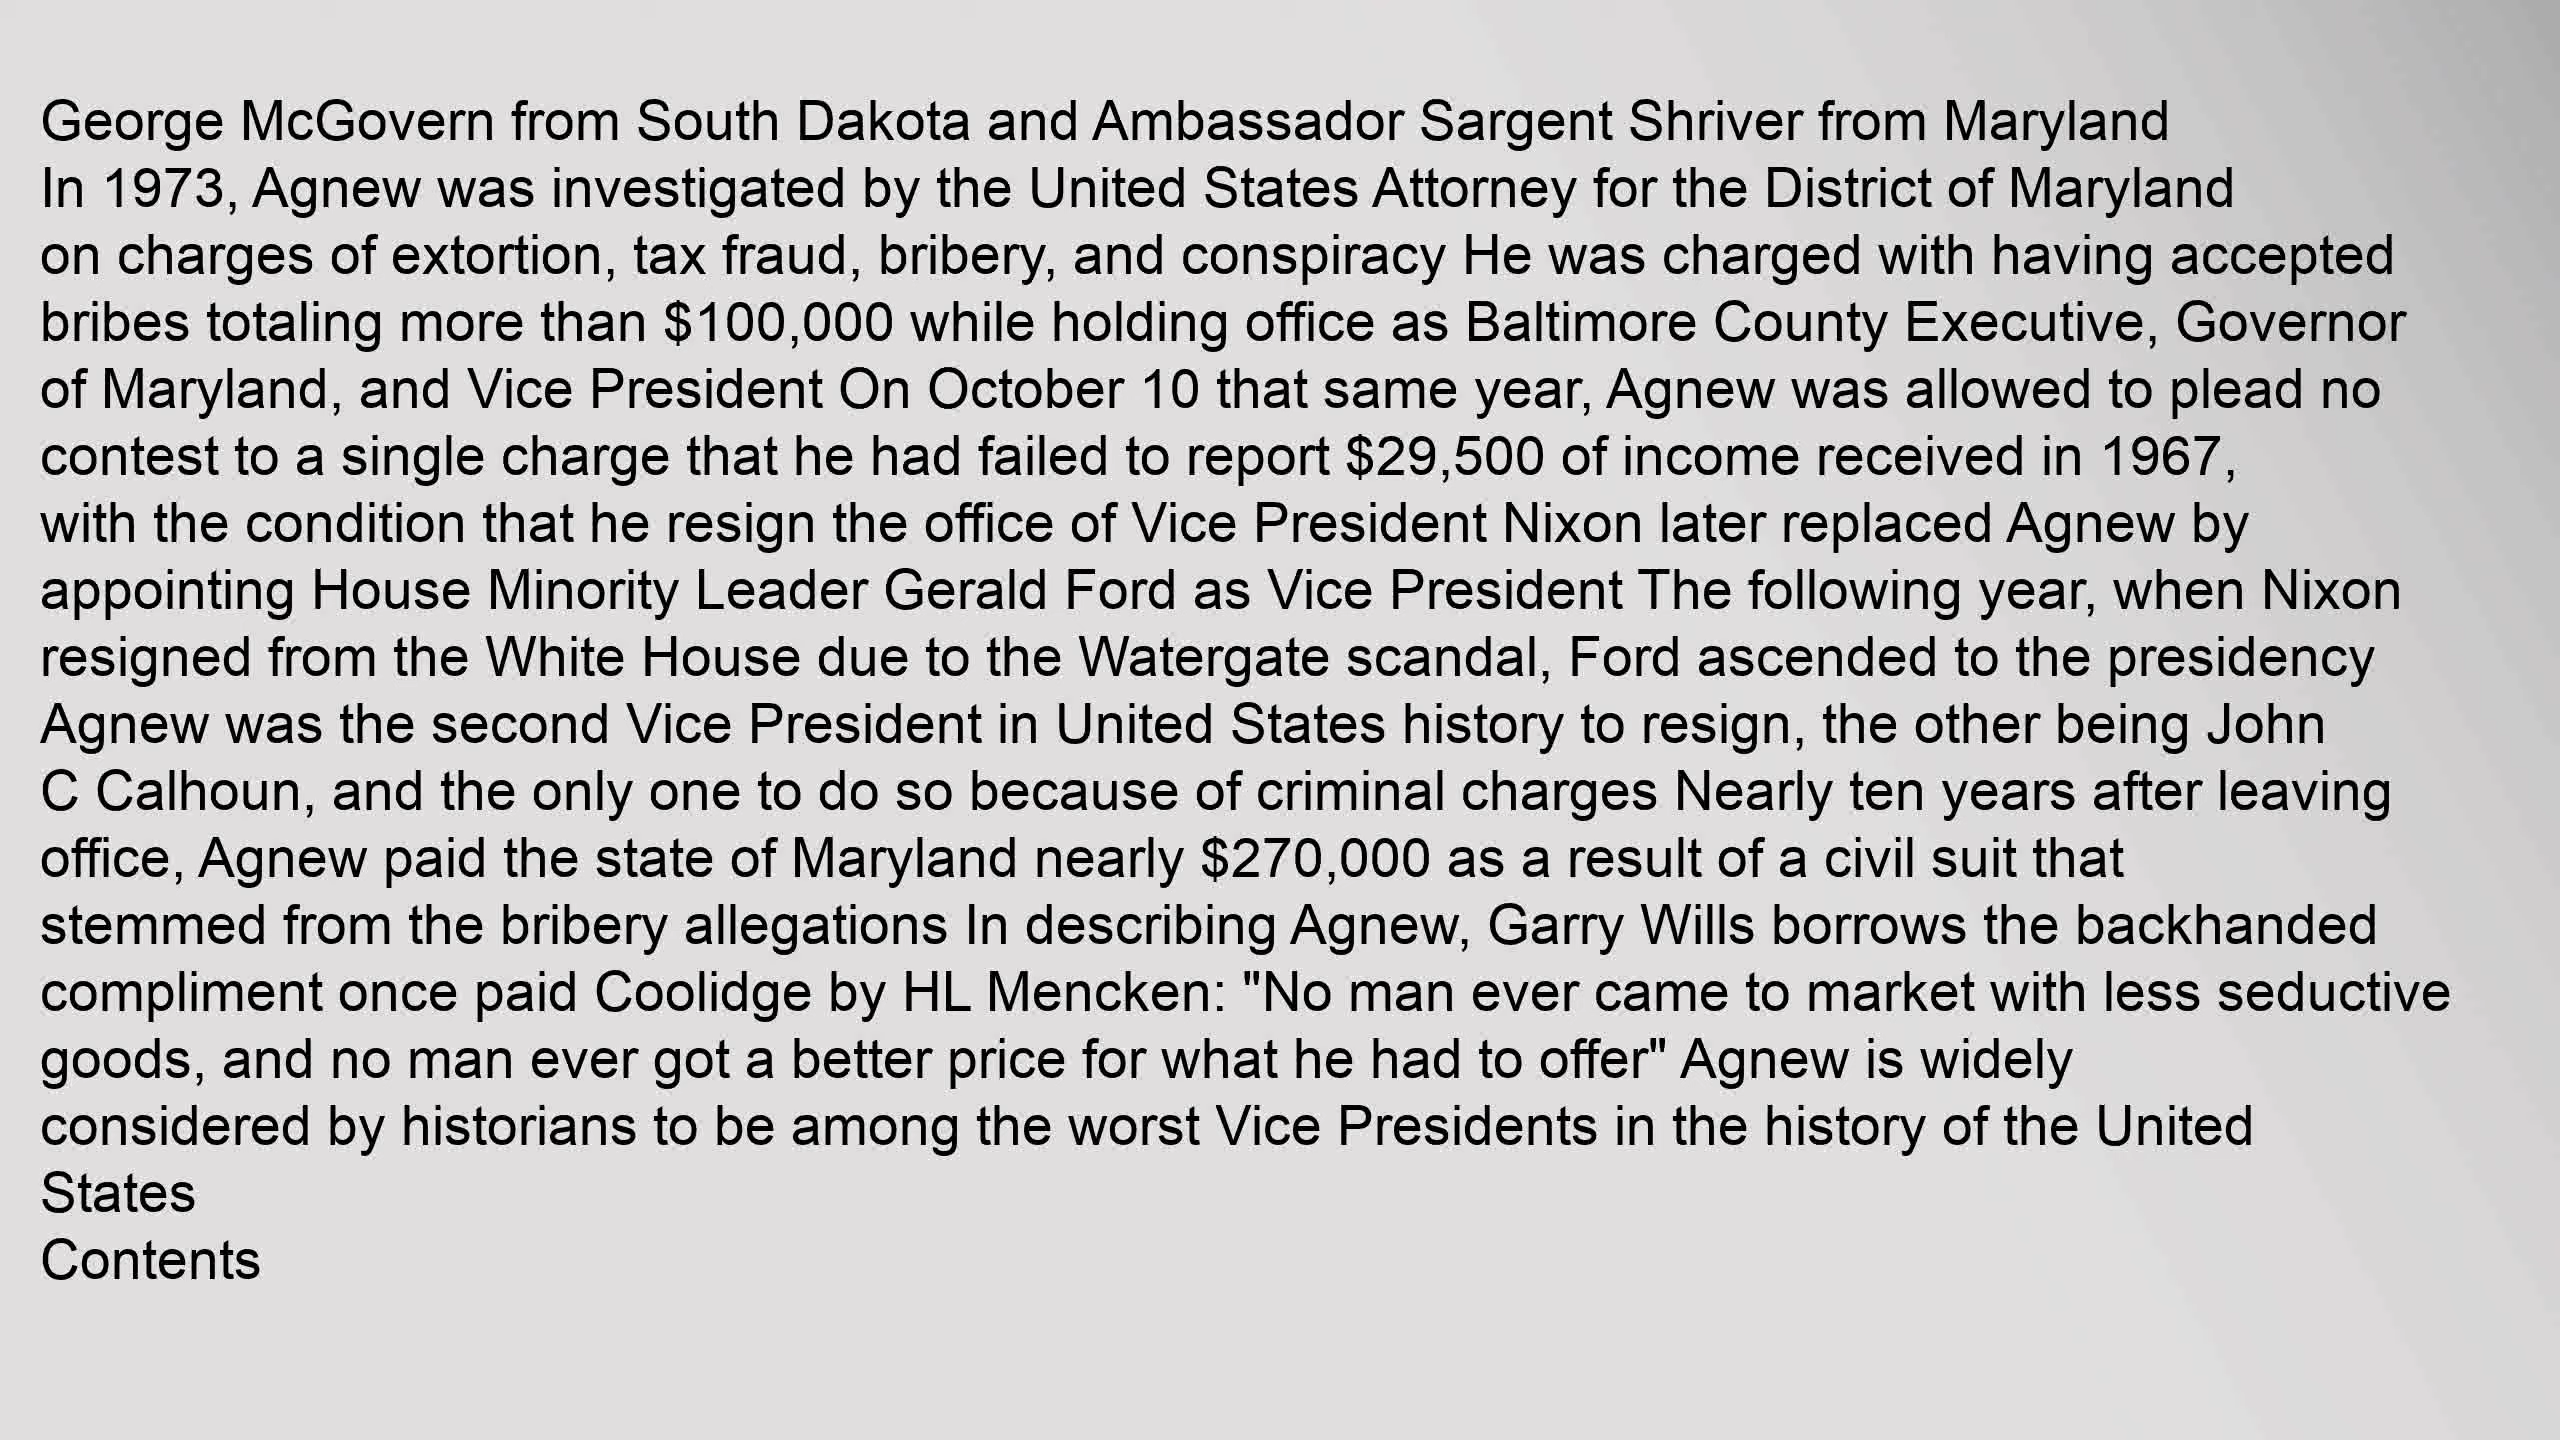 George McGovern from South Dakota and Ambassador Sargent Shriver from Maryland
In 1973, Agnew was investigated by the United States Attorney for the District of Maryland
on charges of extortion, tax fraud, bribery, and conspiracy He was charged with having accepted
bribes totaling more than $100,000 while holding office as Baltimore County Executive, Governor
of Maryland, and Vice President On October 10 that same year, Agnew was allowed to plead no
contest to a single charge that he had failed to report $29,500 of income received in 1967,
with the condition that he resign the office of Vice President Nixon later replaced Agnew by
appointing House Minority Leader Gerald Ford as Vice President The following year, when Nixon
resigned from the White House due to the Watergate scandal, Ford ascended to the presidency
Agnew was the second Vice President in United States history to resign, the other being John
C Calhoun, and the only one to do so because of criminal charges Nearly ten years after leaving
office, Agnew paid the state of Maryland nearly $270,000 as a result of a civil suit that
stemmed from the bribery allegations In describing Agnew, Garry Wills borrows the backhanded
compliment once paid Coolidge by HL Mencken: "No man ever came to market with less seductive
goods, and no man ever got a better price for what he had to offer" Agnew is widely
considered by historians to be among the worst Vice Presidents in the history of the United
States
Contents